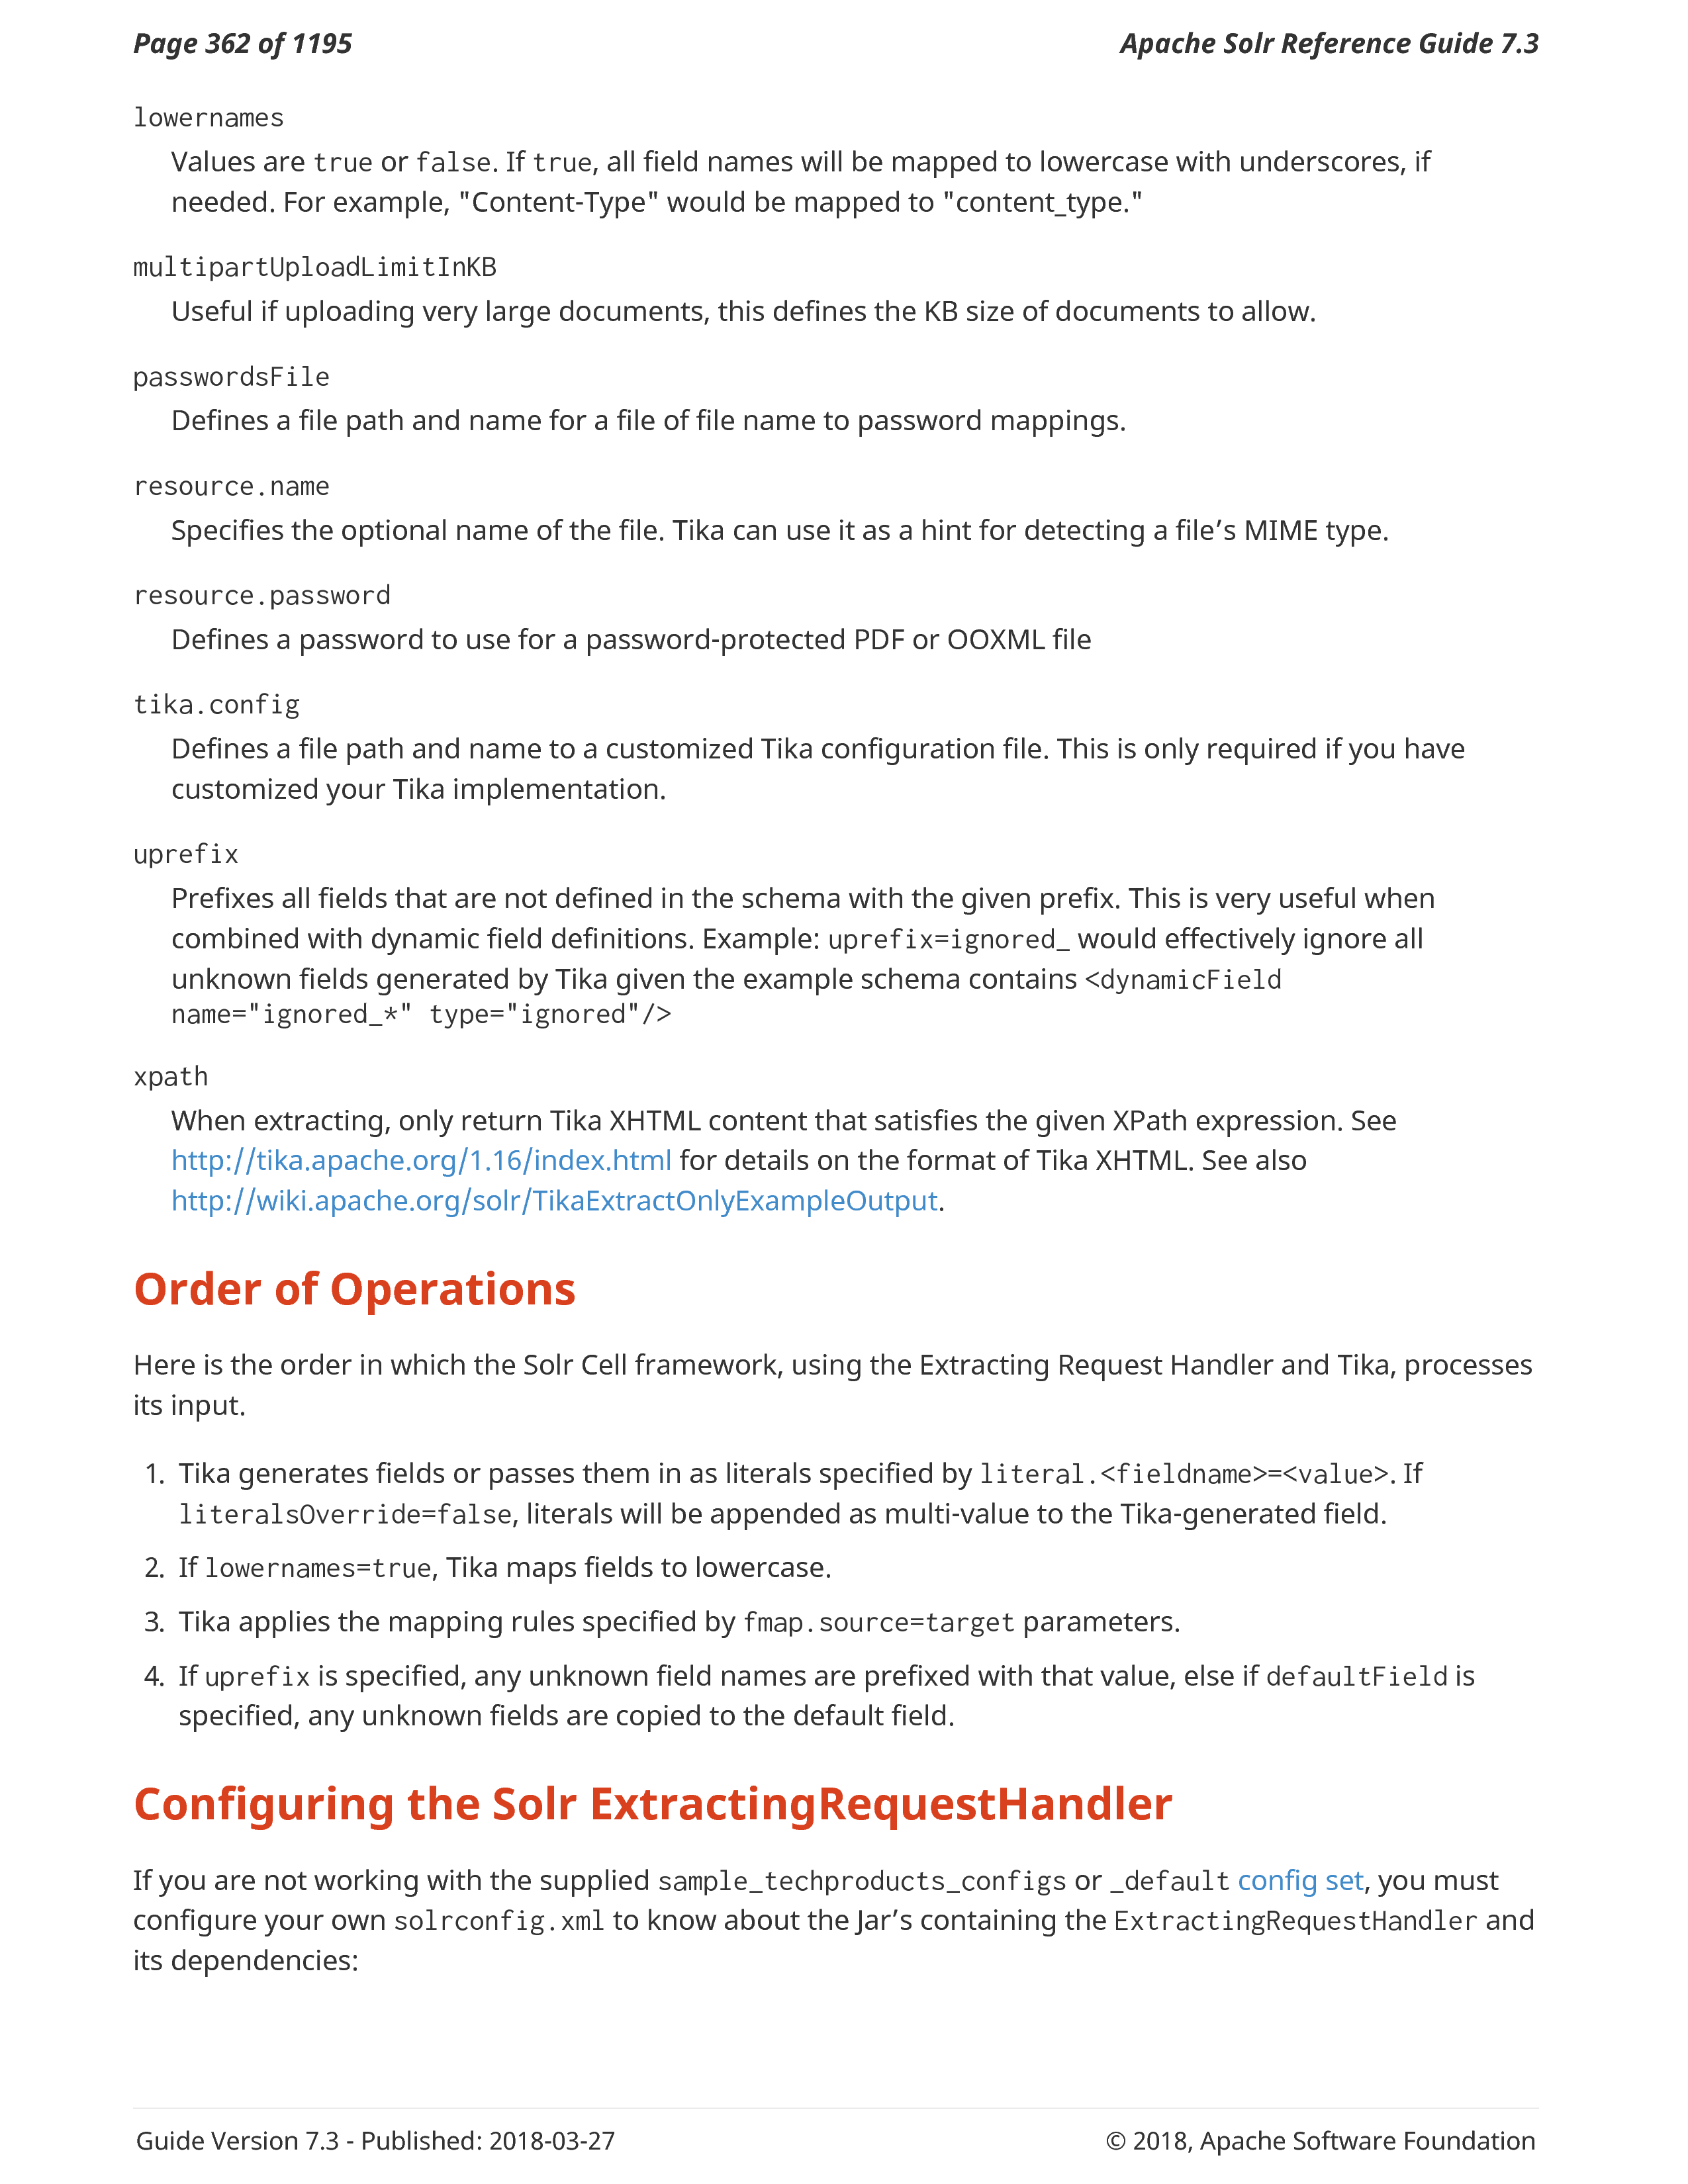 Page 362 of 1195
Apache Solr Reference Guide 7.3
lowernames
Values are true or false. If true, all field names will be mapped to lowercase with underscores, if
needed. For example, "Content-Type" would be mapped to "content_type."
multipartUploadLimitInKB
Useful if uploading very large documents, this defines the KB size of documents to allow.
passwordsFile
Defines a file path and name for a file of file name to password mappings.
resource.name
Specifies the optional name of the file. Tika can use it as a hint for detecting a file’s MIME type.
resource.password
Defines a password to use for a password-protected PDF or OOXML file
tika.config
Defines a file path and name to a customized Tika configuration file. This is only required if you have
customized your Tika implementation.
uprefix
Prefixes all fields that are not defined in the schema with the given prefix. This is very useful when
combined with dynamic field definitions. Example: uprefix=ignored_ would effectively ignore all
unknown fields generated by Tika given the example schema contains <dynamicField
name="ignored_*" type="ignored"/>
xpath
When extracting, only return Tika XHTML content that satisfies the given XPath expression. See
http://tika.apache.org/1.16/index.html for details on the format of Tika XHTML. See also
http://wiki.apache.org/solr/TikaExtractOnlyExampleOutput.
Order of Operations
Here is the order in which the Solr Cell framework, using the Extracting Request Handler and Tika, processes
its input.
1. Tika generates fields or passes them in as literals specified by literal.<fieldname>=<value>. If
literalsOverride=false, literals will be appended as multi-value to the Tika-generated field.
2. If lowernames=true, Tika maps fields to lowercase.
3. Tika applies the mapping rules specified by fmap.source=target parameters.
4. If uprefix is specified, any unknown field names are prefixed with that value, else if defaultField is
specified, any unknown fields are copied to the default field.
Configuring the Solr ExtractingRequestHandler
If you are not working with the supplied sample_techproducts_configs or _default config set, you must
configure your own solrconfig.xml to know about the Jar’s containing the ExtractingRequestHandler and
its dependencies:
Guide Version 7.3 - Published: 2018-03-27
© 2018, Apache Software Foundation